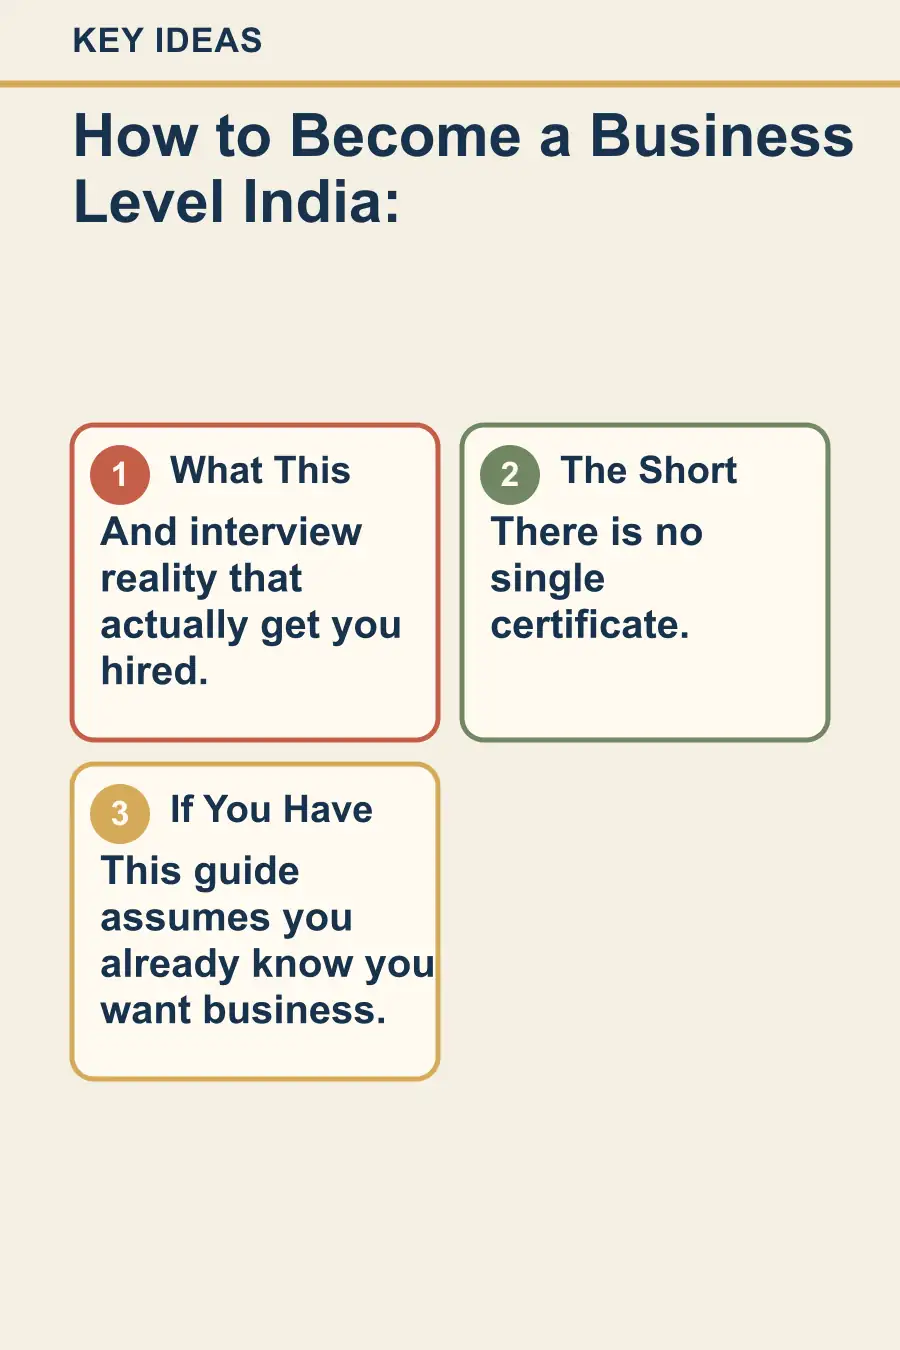 KEY IDEAS
How to Become a Business
Level India:
1 What This
And interview
reality that
actually get you
hired.
2 The Short
There is no
single
certificate.
3 If You Have
This guide
assumes you
already know you
want business.